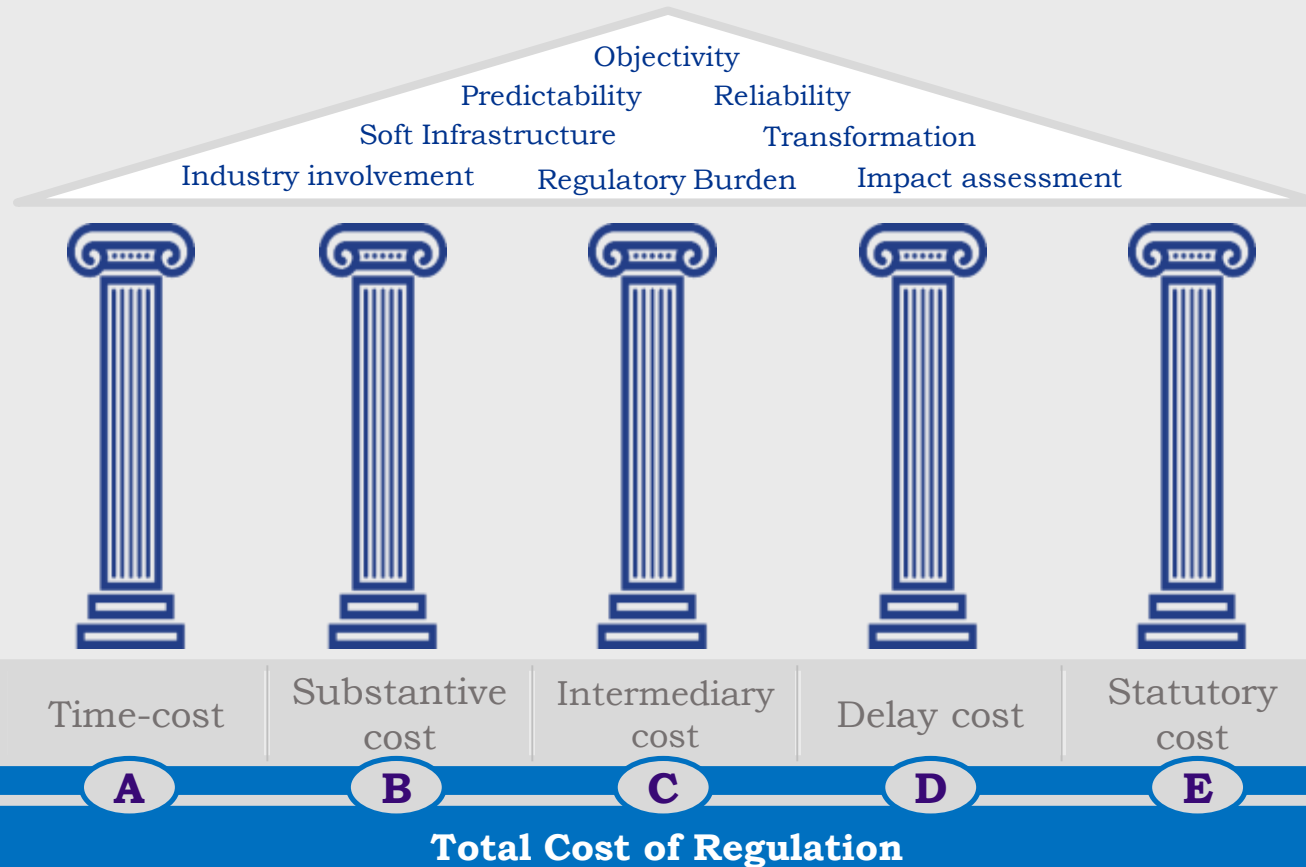 Objectivity
Predictability Reliability
Soft Infrastructure Transformation
Industry involvement Regulatory Burden Impact assessment
Time-cost
Substantive
cost
Intermediary
cost
Delay cost
Statutory
cost
A B C D E
Total Cost of Regulation